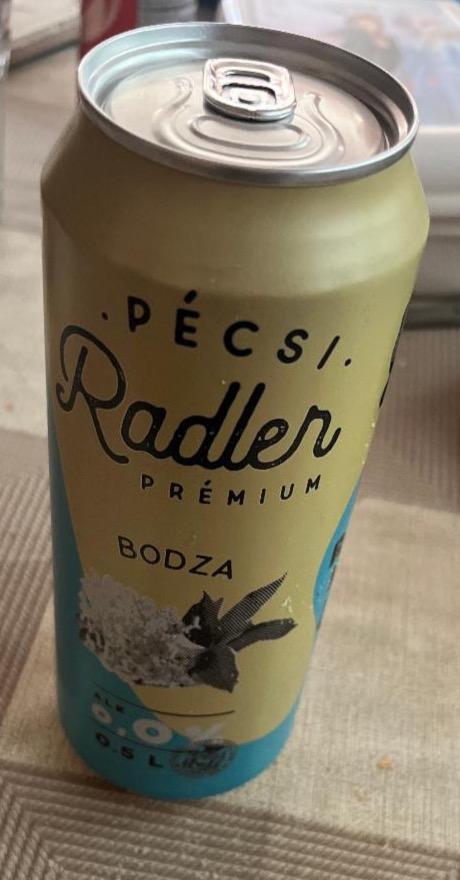 · PÉCSI ·
Radler
PRÉMIUM
BODZA
ALK.
0,0%
0.5 L